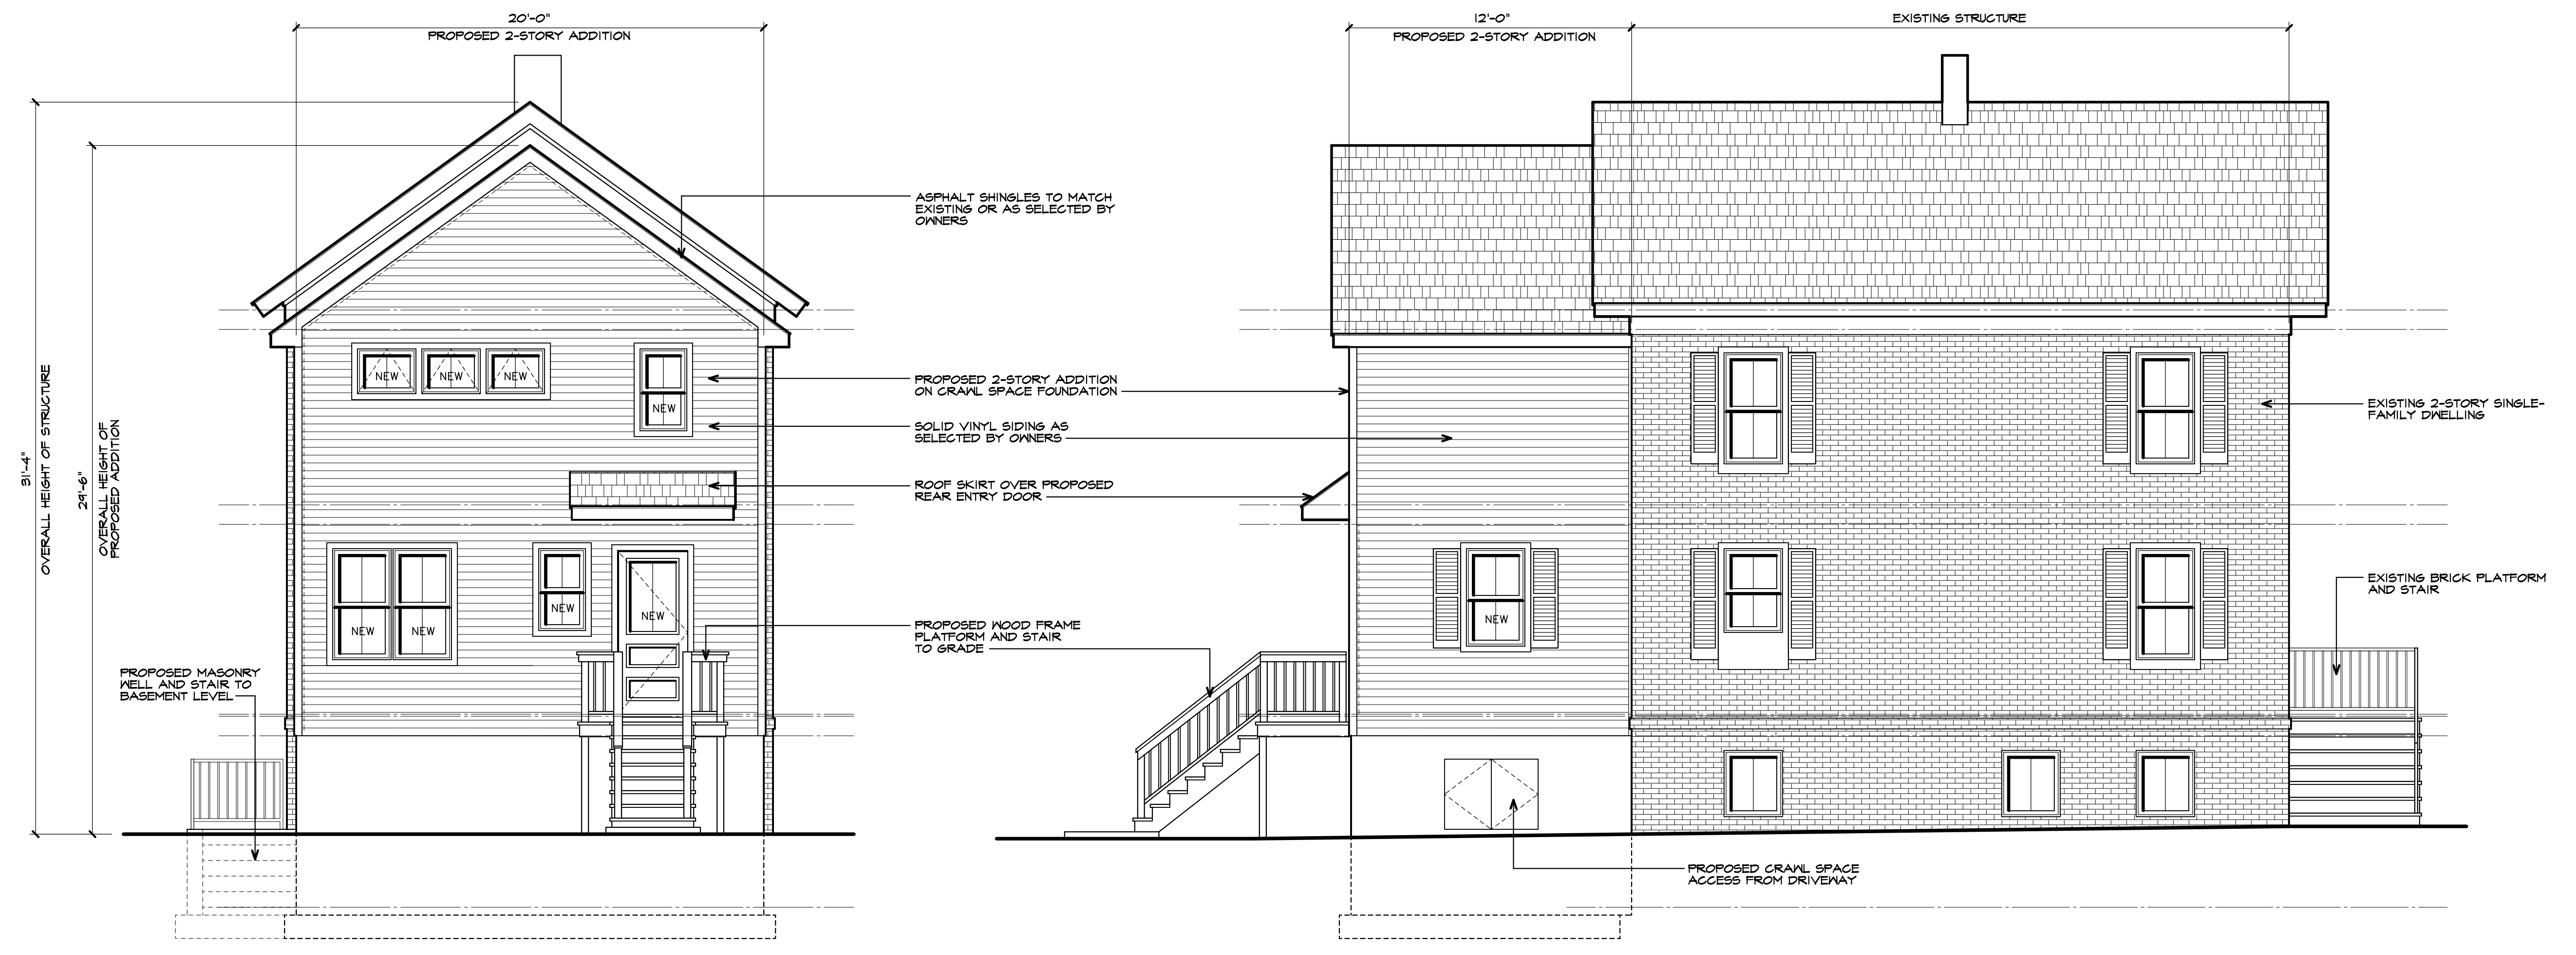 20'-0"
PROPOSED 2-STORY ADDITION
12'-0"
PROPOSED 2-STORY ADDITION
EXISTING STRUCTURE
31'-4"
OVERALL HEIGHT OF STRUCTURE
29'-6"
OVERALL HEIGHT OF
PROPOSED ADDITION
ASPHALT SHINGLES TO MATCH
EXISTING OR AS SELECTED BY
OWNERS
NEW
NEW
NEW
NEW
PROPOSED 2-STORY ADDITION
ON CRAWL SPACE FOUNDATION
SOLID VINYL SIDING AS
SELECTED BY OWNERS
ROOF SKIRT OVER PROPOSED
REAR ENTRY DOOR
NEW
NEW
NEW
NEW
PROPOSED WOOD FRAME
PLATFORM AND STAIR
TO GRADE
PROPOSED MASONRY
WELL AND STAIR TO
BASEMENT LEVEL
NEW
EXISTING 2-STORY SINGLE-
FAMILY DWELLING
EXISTING BRICK PLATFORM
AND STAIR
PROPOSED CRAWL SPACE
ACCESS FROM DRIVEWAY